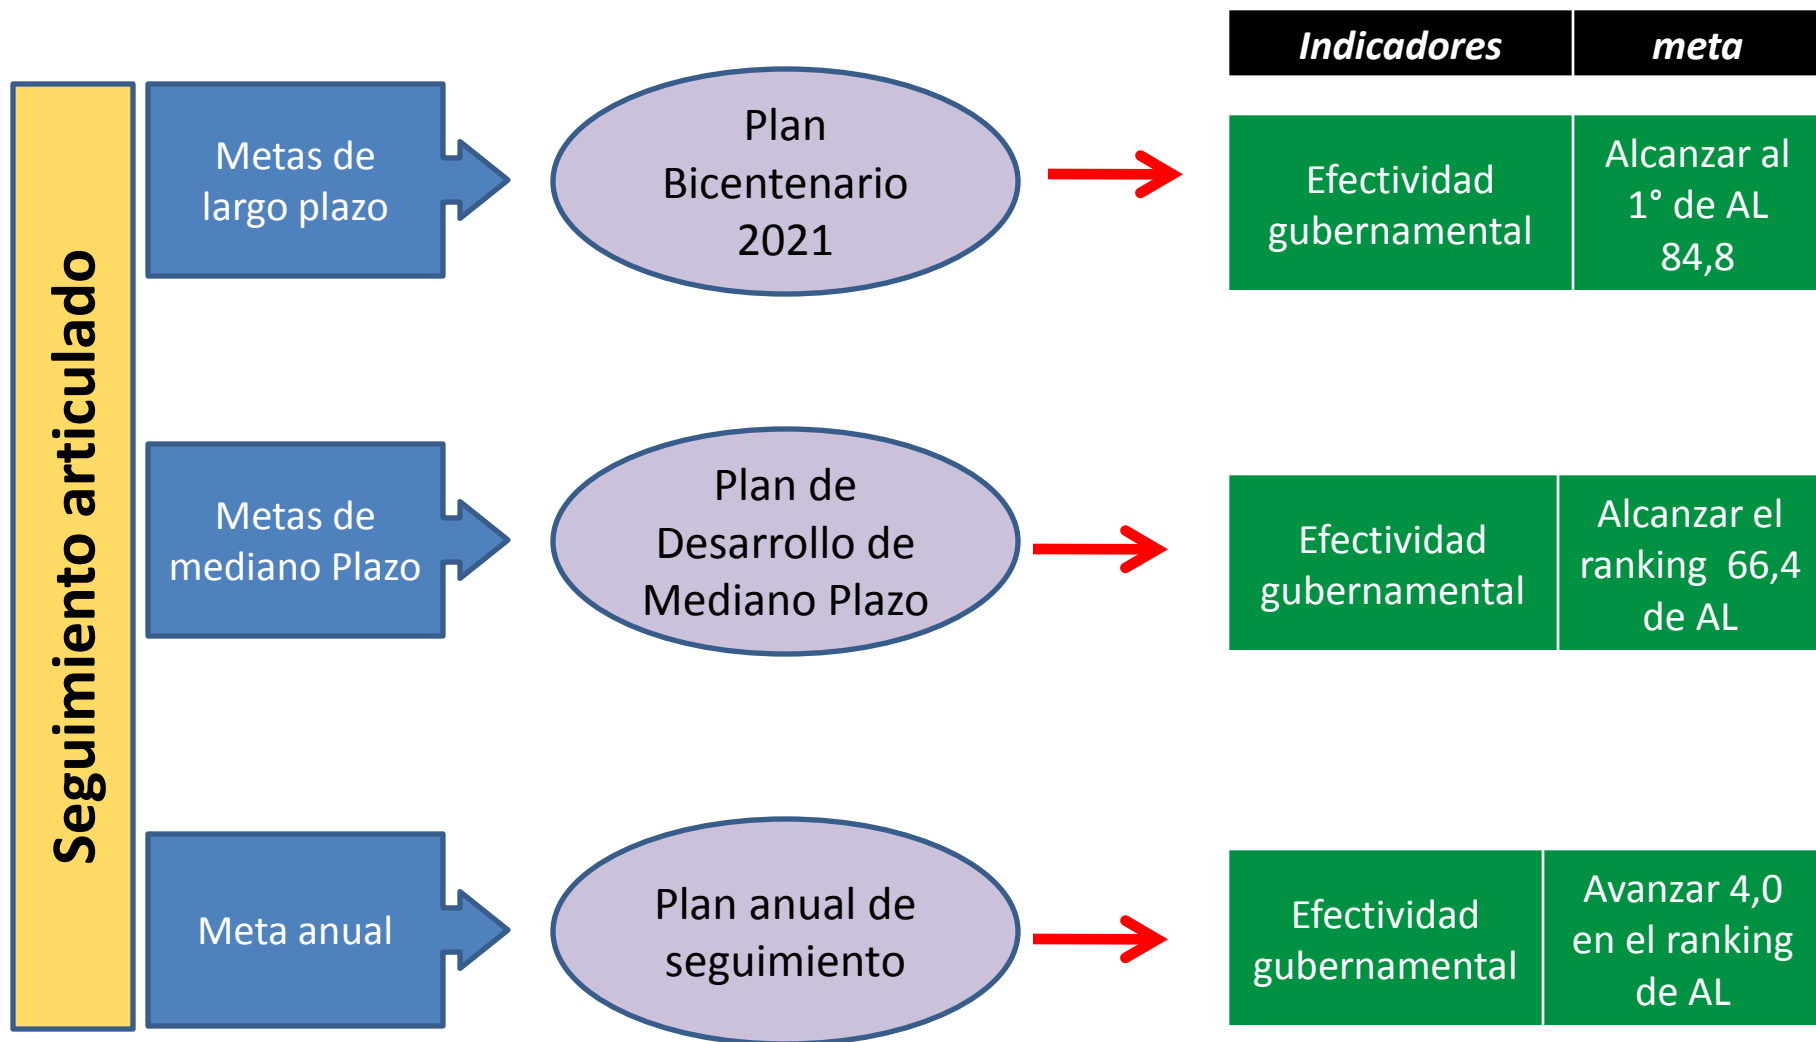 Indicadores meta
Seguimiento articulado
Metas de
largo plazo
Plan
Bicentenario
2021
Efectividad
gubernamental
Alcanzar al
1° de AL
84,8
Metas de
mediano Plazo
Plan de
Desarrollo de
Mediano Plazo
Efectividad
gubernamental
Alcanzar el
ranking 66,4
de AL
Meta anual
Plan anual de
seguimiento
Efectividad
gubernamental
Avanzar 4,0
en el ranking
de AL